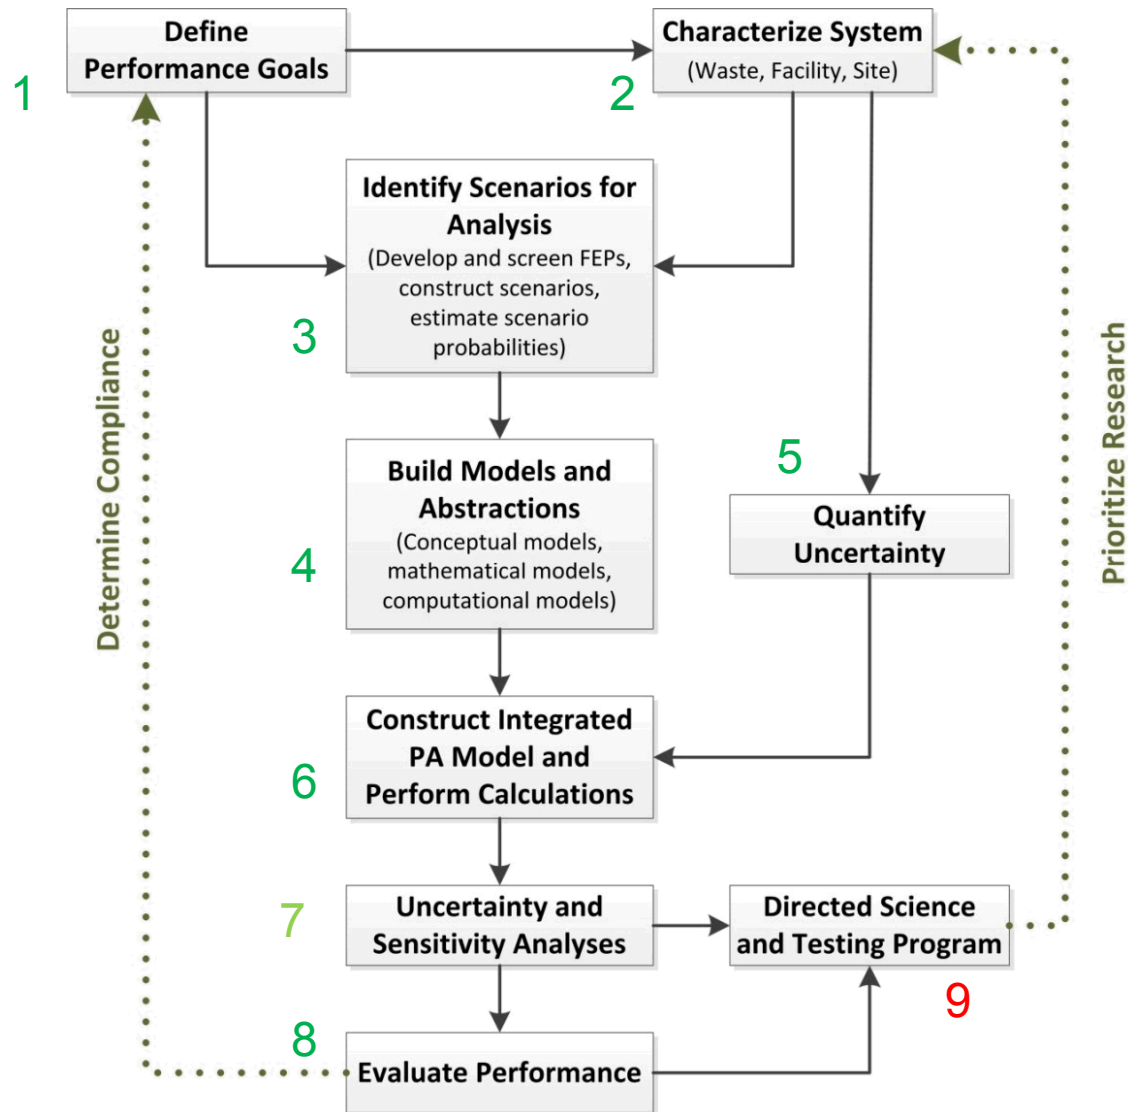 Define
Performance Goals
1
Characterize System
(Waste, Facility, Site)
2
Identify Scenarios for
Analysis
(Develop and screen FEPs,
construct scenarios,
estimate scenario
probabilities)
3
Build Models and
Abstractions
(Conceptual models,
mathematical models,
computational models)
4
5
Quantify
Uncertainty
Construct Integrated
PA Model and
Perform Calculations
6
7
Uncertainty and
Sensitivity Analyses
Directed Science
and Testing Program
9
8
Evaluate Performance
Determine Compliance
Prioritize Research